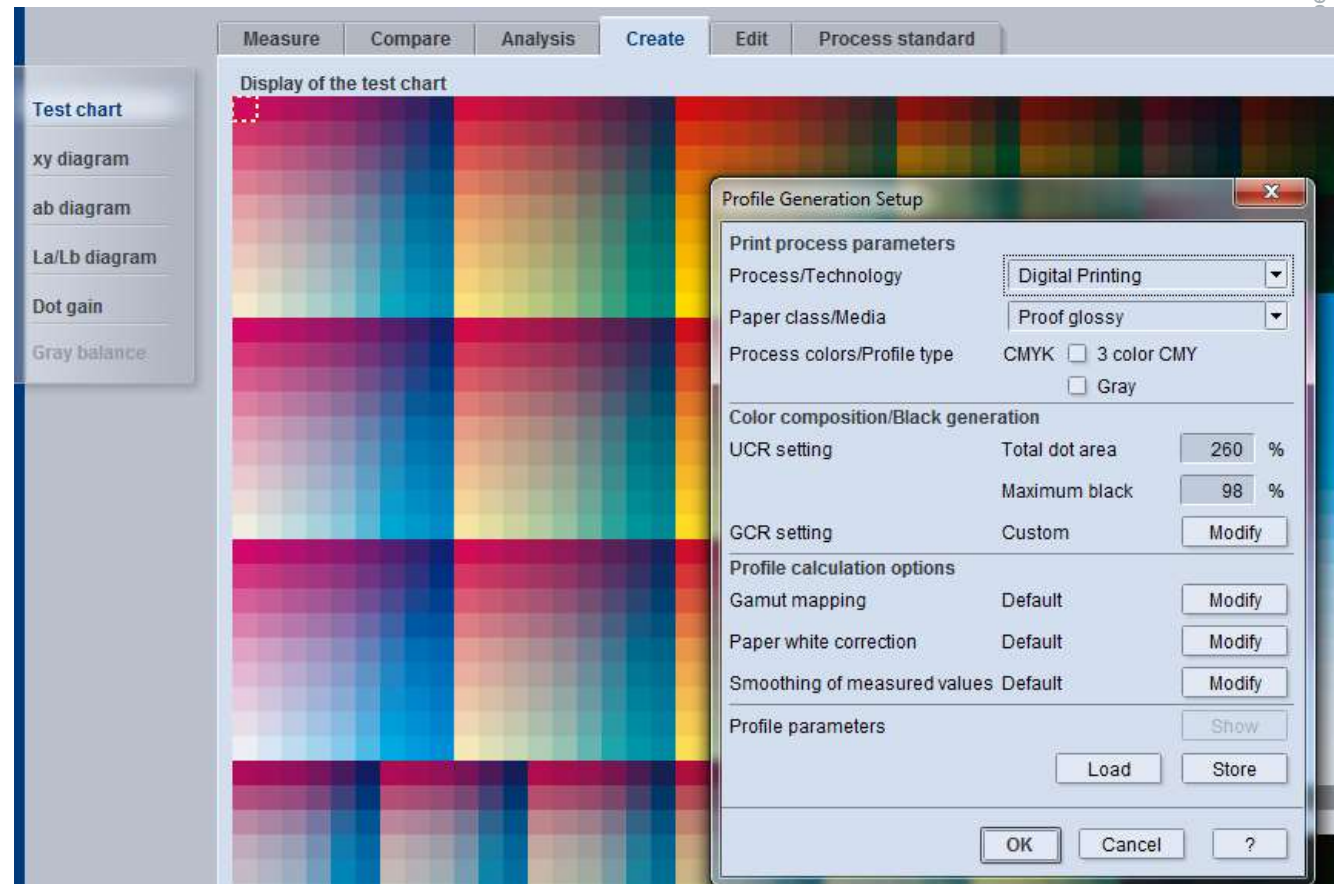 Measure Compare Analysis Create Edit Process standard
Display of the test chart
Test chart
xy diagram
ab diagram
La/Lb diagram
Dot gain
Gray balance
Profile Generation Setup
Print process parameters
Process/Technology Digital Printing
Paper class/Media Proof glossy
Process colors/Profile type CMYK 3 color CMY
Gray
Color composition/Black generation
UCR setting Total dot area 260 %
Maximum black 98 %
GCR setting Custom Modify
Profile calculation options
Gamut mapping Default Modify
Paper white correction Default Modify
Smoothing of measured values Default Modify
Profile parameters Show
Load Store
OK Cancel ?